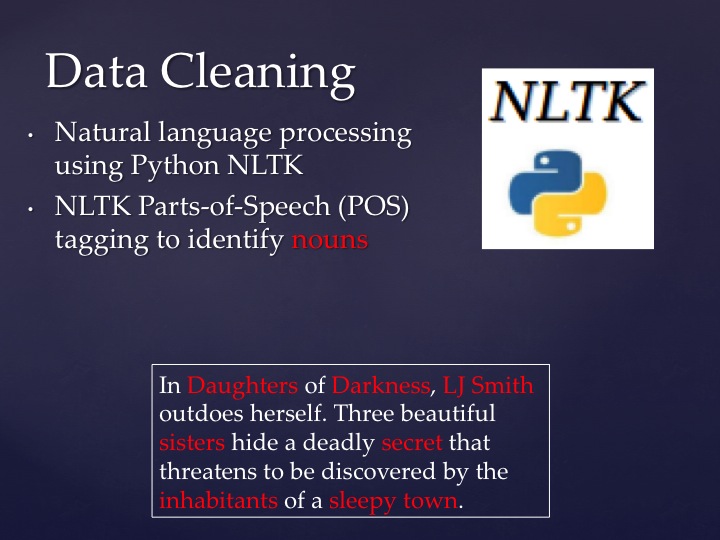 Data Cleaning
• Natural language processing
using Python NLTK
• NLTK Parts-of-Speech (POS)
tagging to identify nouns
NLTK
In Daughters of Darkness, LJ Smith
outdoes herself. Three beautiful
sisters hide a deadly secret that
threatens to be discovered by the
inhabitants of a sleepy town.